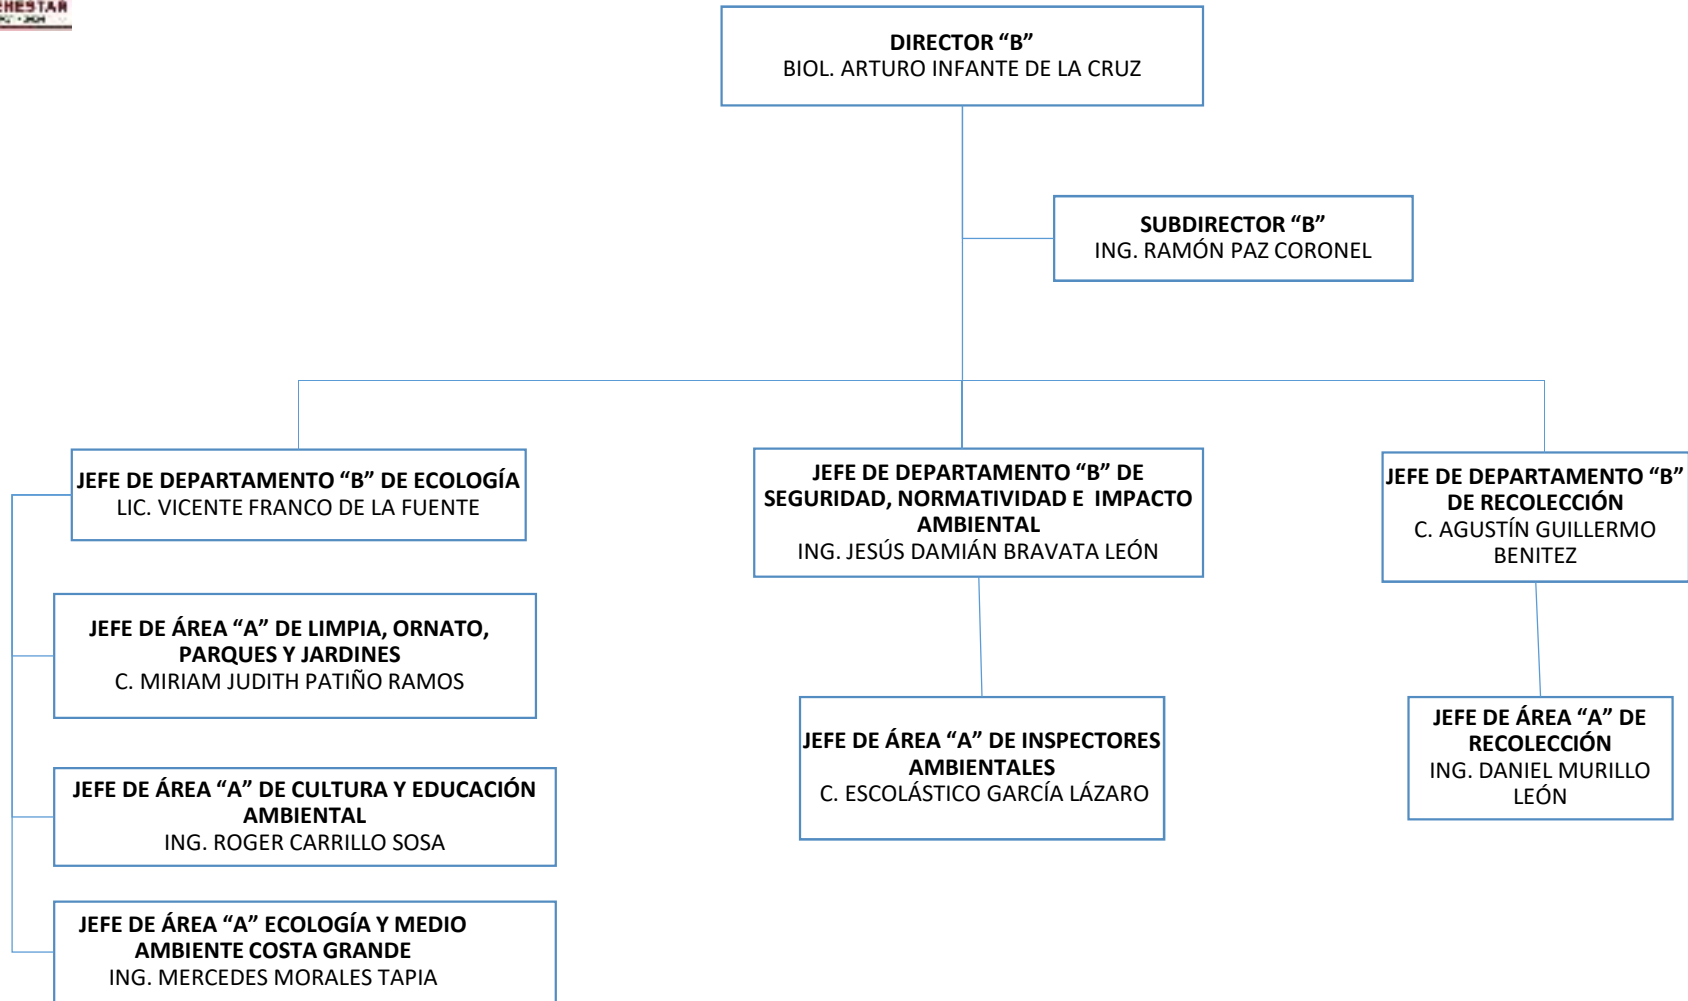 DIRECTOR “B”
BIOL. ARTURO INFANTE DE LA CRUZ
SUBDIRECTOR “B”
ING. RAMÓN PAZ CORONEL
JEFE DE DEPARTAMENTO “B” DE ECOLOGÍA
LIC. VICENTE FRANCO DE LA FUENTE
JEFE DE DEPARTAMENTO “B” DE
SEGURIDAD, NORMATIVIDAD E IMPACTO
AMBIENTAL
ING. JESÚS DAMIÁN BRAVATA LEÓN
JEFE DE DEPARTAMENTO “B”
DE RECOLECCIÓN
C. AGUSTÍN GUILLERMO
BENITEZ
JEFE DE ÁREA “A” DE LIMPIA, ORNATO,
PARQUES Y JARDINES
C. MIRIAM JUDITH PATIÑO RAMOS
JEFE DE ÁREA “A” DE INSPECTORES
AMBIENTALES
C. ESCOLÁSTICO GARCÍA LÁZARO
JEFE DE ÁREA “A” DE
RECOLECCIÓN
ING. DANIEL MURILLO
LEÓN
JEFE DE ÁREA “A” DE CULTURA Y EDUCACIÓN
AMBIENTAL
ING. ROGER CARRILLO SOSA
JEFE DE ÁREA “A” ECOLOGÍA Y MEDIO
AMBIENTE COSTA GRANDE
ING. MERCEDES MORALES TAPIA